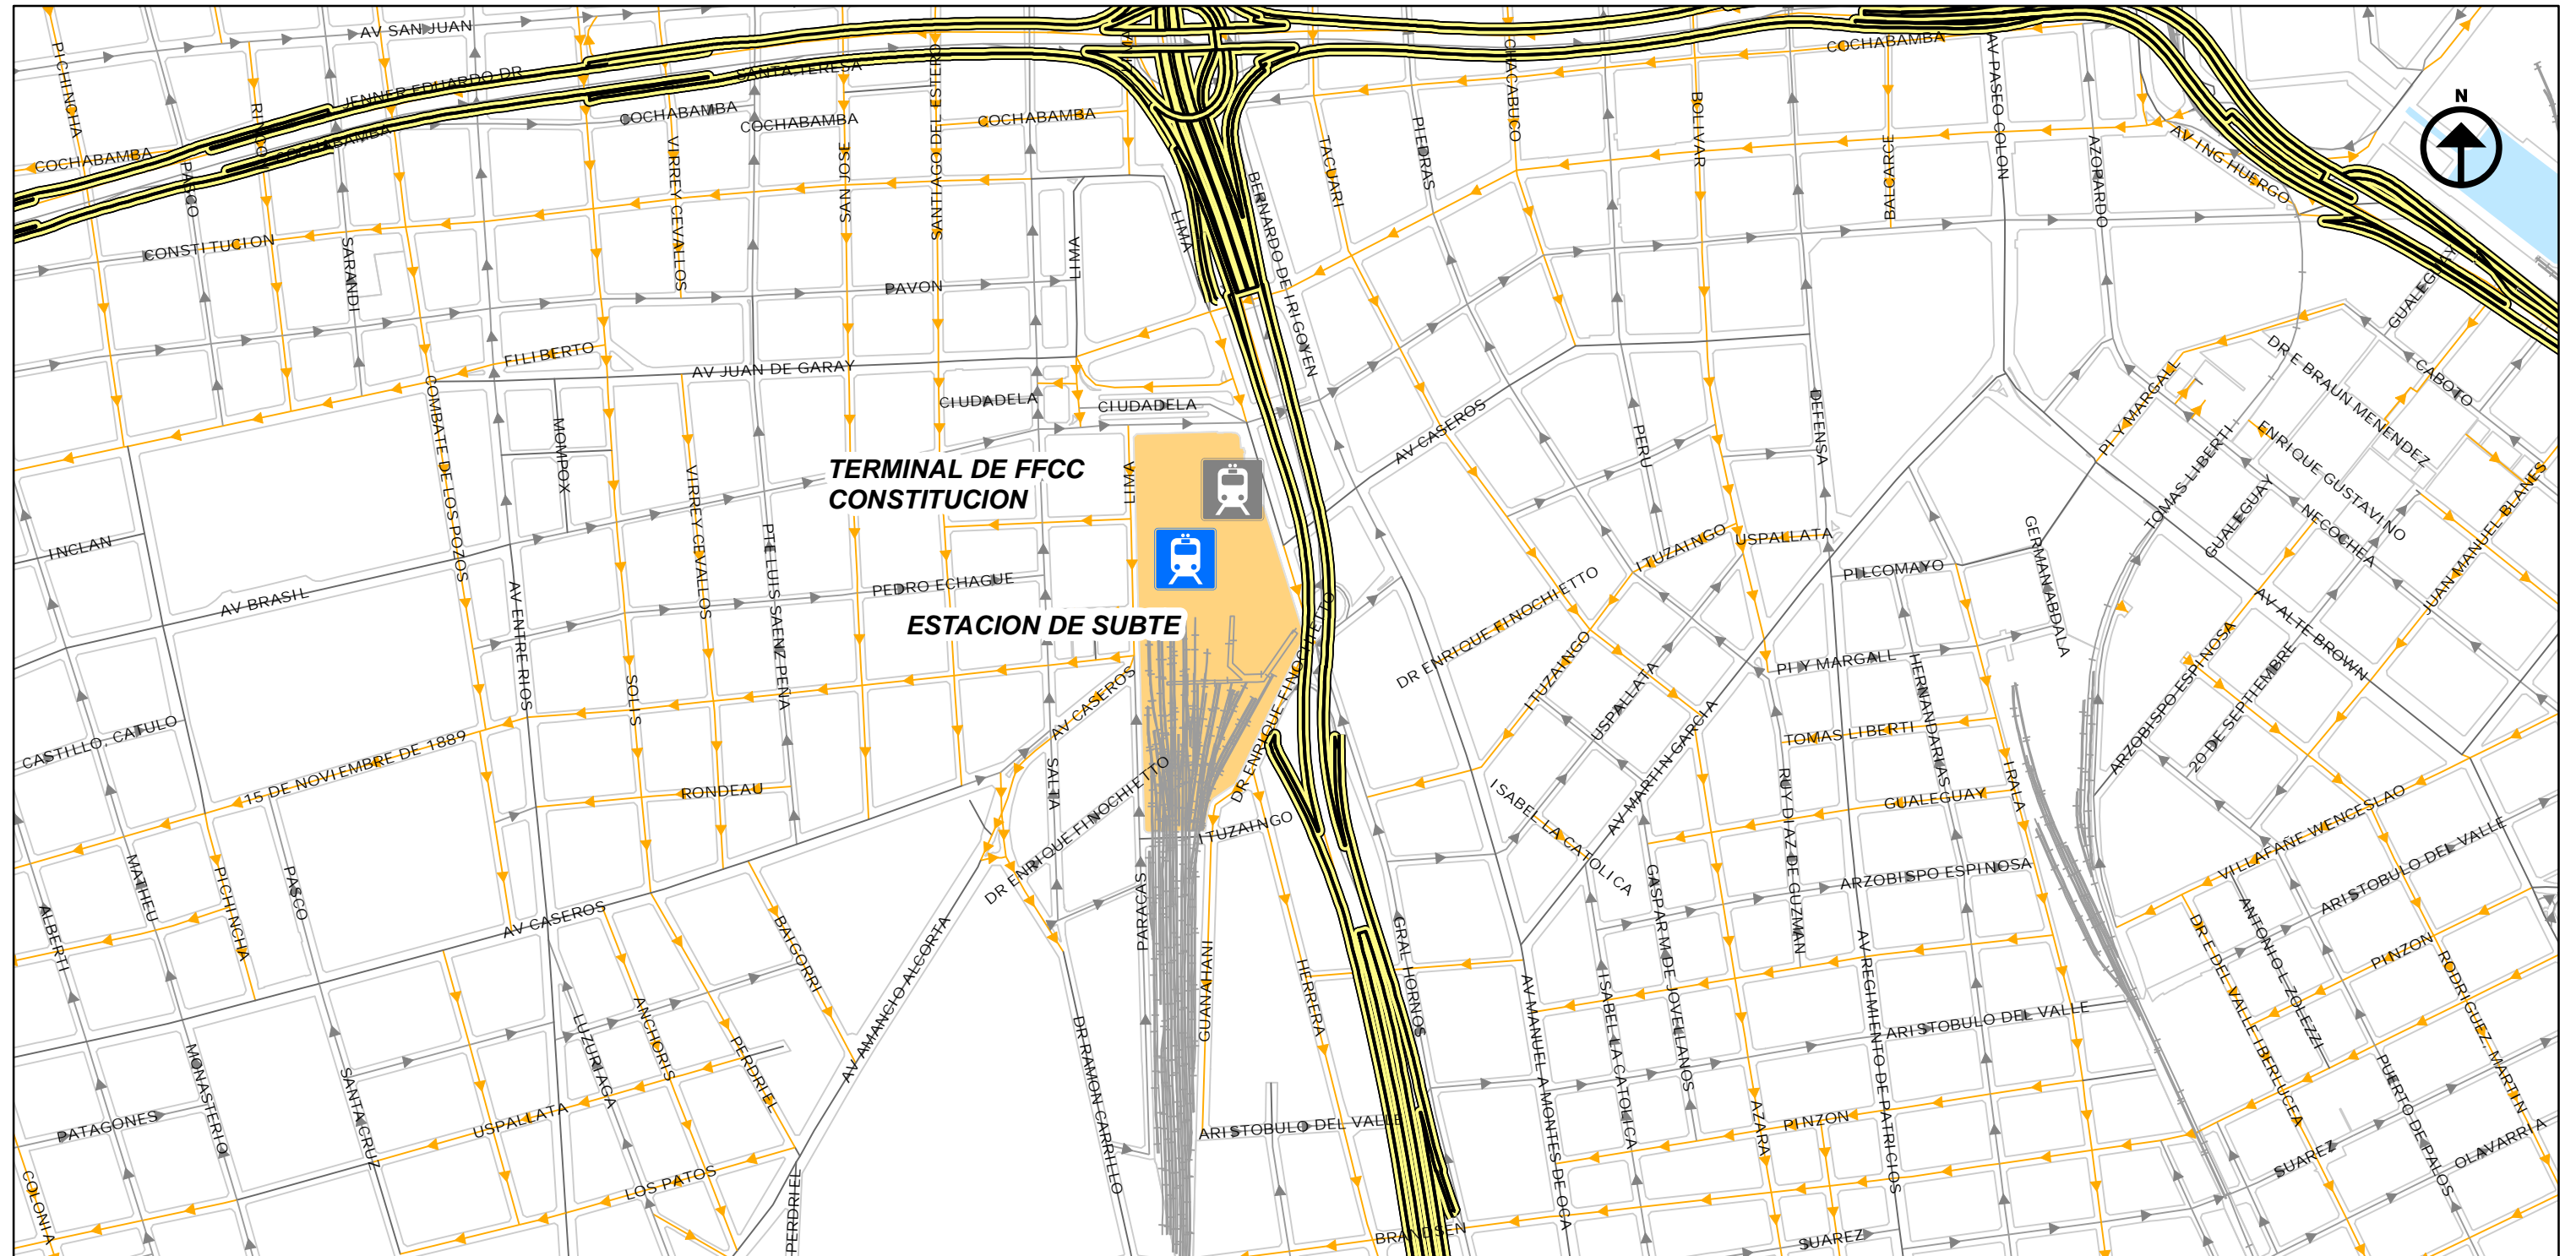 AV SAN JUAN
PICHINCHA
JENNER EDUARDO DR
SANTA TERESA
COCHABAMBA
COCHABAMBA
COCHABAMBA
COCHABAMBA
COCHABAMBA
COCHABAMBA
RINCO
PASCO
CONSTITUCION
SARANDI
VIRREY CEVALLOS
SAN JOSE
SANTIAGO DEL ESTERO
LIMA
LIMA
LIMA
BERNARDO DE IRIGOYEN
TACUARI
PIEDRAS
CHACABUCO
BOLIVAR
BALCARCE
AV PASEO COLON
AZOPARDO
AV ING HUERGO
N
PAVON
FILIBERTO
AV JUAN DE GARAY
CIUDADELA
CIUDADELA
COMBATE DE LOS POZOS
MOMPOX
TERMINAL DE FFCC
CONSTITUCION
LIMA
AV CASEROS
PERU
DEFENSA
GUALEGUAY
DR E BRAUN MENENDEZ
CABOTO
PI Y MARGALL
ENRIQUE GUSTAVINO
TOMAS LIBERTI
GUALEGUAY
NECOCHEA
JUAN MANUEL BLANES
INCLAN
AV BRASIL
AV ENTRE RIOS
VIRREY CEVALLOS
PTE LUIS SAENZ PEÑA
PEDRO ECHAGUE
ESTACION DE SUBTE
ITUZAINGO
USPALLATA
DR ENRIQUE FINOCHIETTO
PILCOMAYO
GERMAN ABDALA
AV ALTE BROWN
ARZOBISPO ESPINOSA
20 DE SEPTIEMBRE
SOLIS
AV CASEROS
DR ENRIQUE FINOCHIETTO
ITUZAINGO
USPALLATA
PI Y MARGALL
HERNANDARIAS
TOMAS LIBERTI
CASTILLO, CATULO
15 DE NOVIEMBRE DE 1889
RONDEAU
SALTA
DR ENRIQUE FINOCHIETTO
ITUZAINGO
ISABEL LA CATOLICA
AV MARTIN GARCIA
RUY DIAZ DE GUZMAN
GUALEGUAY
IRALA
VILLAFAÑE WENCESLAO
ARISTOBULO DEL VALLE
MATHEU
PICHINCHA
PASCO
ALBERTI
AV CASEROS
BAIGORRI
AV AMANCIO ALCORTA
PARACAS
GUANAHANI
HERRERA
GRAL HORNOS
GASPAR M DE JOVELLANOS
ARZOBISPO ESPINOSA
DR E DEL VALLE IBERLUCEA
ANTONIO L ZOLEZZI
PINZON
RODRIGUEZ, MARTIN
LUZURIAGA
ANCHORIS
PERDRIEL
DR RAMON CARRILLO
AV MANUEL A MONTES DE OCA
ISABEL LA CATOLICA
AV REGIMIENTO DE PATRICIOS
ARISTOBULO DEL VALLE
MONASTERIO
SANTA CRUZ
PATAGONES
USPALLATA
ARISTOBULO DEL VALLE
AZARA
PINZON
PUERTO DE PALOS
SUAREZ
OLAVARRIA
COLONIA
LOS PATOS
PERDRIEL
BRANDSEN
SUAREZ